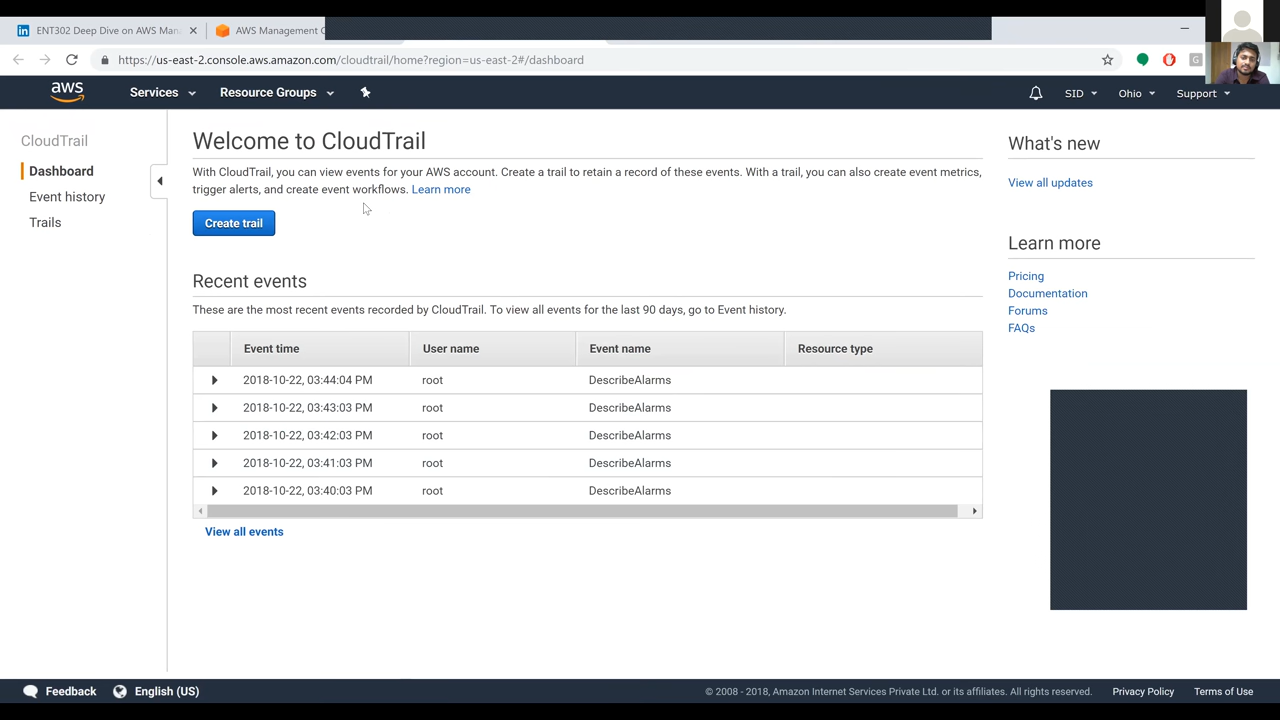 ENT302 Deep Dive on AWS Man
AWS Management C
https://us-east-2.console.aws.amazon.com/cloudtrail/home?region=us-east-2#/dashboard
aws
Services
Resource Groups
SID
Ohio
Support
CloudTrail
Dashboard
Event history
Trails
Welcome to CloudTrail
With CloudTrail, you can view events for your AWS account. Create a trail to retain a record of these events. With a trail, you can also create event metrics,
trigger alerts, and create event workflows. Learn more
Create trail
Recent events
These are the most recent events recorded by CloudTrail. To view all events for the last 90 days, go to Event history.
Event time User name Event name Resource type
2018-10-22, 03:44:04 PM root DescribeAlarms
2018-10-22, 03:43:03 PM root DescribeAlarms
2018-10-22, 03:42:03 PM root DescribeAlarms
2018-10-22, 03:41:03 PM root DescribeAlarms
2018-10-22, 03:40:03 PM root DescribeAlarms
View all events
What's new
View all updates
Learn more
Pricing
Documentation
Forums
FAQs
Feedback
English (US)
© 2008 - 2018, Amazon Internet Services Private Ltd. or its affiliates. All rights reserved.
Privacy Policy
Terms of Use